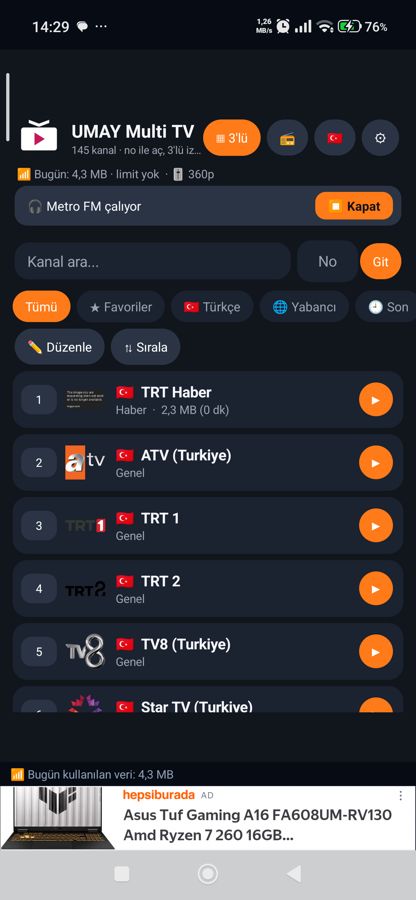 14:29
1,26 MB/s
76%
UMAY Multi TV
145 kanal · no ile aç, 3'lü iz...
3'lü
Bugün: 4,3 MB · limit yok · 360p
Metro FM çalıyor
Kapat
Kanal ara...
No
Git
Tümü
Favoriler
Türkçe
Yabancı
Son
Düzenle
Sırala
1
TRT Haber
Haber · 2,3 MB (0 dk)
2
atv
ATV (Turkiye)
Genel
3
TRT1
TRT 1
Genel
4
TRT2
TRT 2
Genel
5
TV8
TV8 (Turkiye)
Genel
Star TV (Turkiye)
Bugün kullanılan veri: 4,3 MB
hepsiburada AD
Asus Tuf Gaming A16 FA608UM-RV130
Amd Ryzen 7 260 16GB...